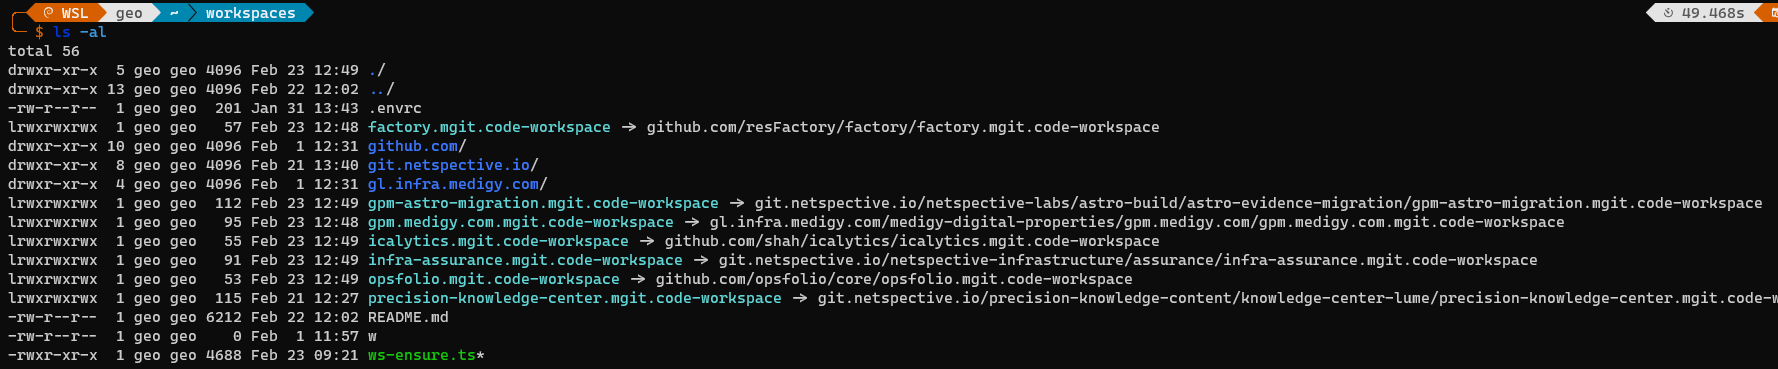 WSL geo ~ workspaces 49.468s
$ ls -al
total 56
drwxr-xr-x  5 geo geo 4096 Feb 23 12:49 ./
drwxr-xr-x 13 geo geo 4096 Feb 22 12:02 ../
-rw-r--r--  1 geo geo  201 Jan 31 13:43 .envrc
lrwxrwxrwx  1 geo geo   57 Feb 23 12:48 factory.mgit.code-workspace -> github.com/resFactory/factory/factory.mgit.code-workspace
drwxr-xr-x 10 geo geo 4096 Feb  1 12:31 github.com/
drwxr-xr-x  8 geo geo 4096 Feb 21 13:40 git.netspective.io/
drwxr-xr-x  4 geo geo 4096 Feb  1 12:31 gl.infra.medigy.com/
lrwxrwxrwx  1 geo geo  112 Feb 23 12:49 gpm-astro-migration.mgit.code-workspace -> git.netspective.io/netspective-labs/astro-build/astro-evidence-migration/gpm-astro-migration.mgit.code-workspace
lrwxrwxrwx  1 geo geo   95 Feb 23 12:48 gpm.medigy.com.mgit.code-workspace -> gl.infra.medigy.com/medigy-digital-properties/gpm.medigy.com/gpm.medigy.com.mgit.code-workspace
lrwxrwxrwx  1 geo geo   55 Feb 23 12:49 icalytics.mgit.code-workspace -> github.com/shah/icalytics/icalytics.mgit.code-workspace
lrwxrwxrwx  1 geo geo   91 Feb 23 12:49 infra-assurance.mgit.code-workspace -> git.netspective.io/netspective-infrastructure/assurance/infra-assurance.mgit.code-workspace
lrwxrwxrwx  1 geo geo   53 Feb 23 12:49 opsfolio.mgit.code-workspace -> github.com/opsfolio/core/opsfolio.mgit.code-workspace
lrwxrwxrwx  1 geo geo  115 Feb 21 12:27 precision-knowledge-center.mgit.code-workspace -> git.netspective.io/precision-knowledge-content/knowledge-center-lume/precision-knowledge-center.mgit.code-w
-rw-r--r--  1 geo geo 6212 Feb 22 12:02 README.md
-rw-r--r--  1 geo geo    0 Feb  1 11:57 w
-rwxr-xr-x  1 geo geo 4688 Feb 23 09:21 ws-ensure.ts*